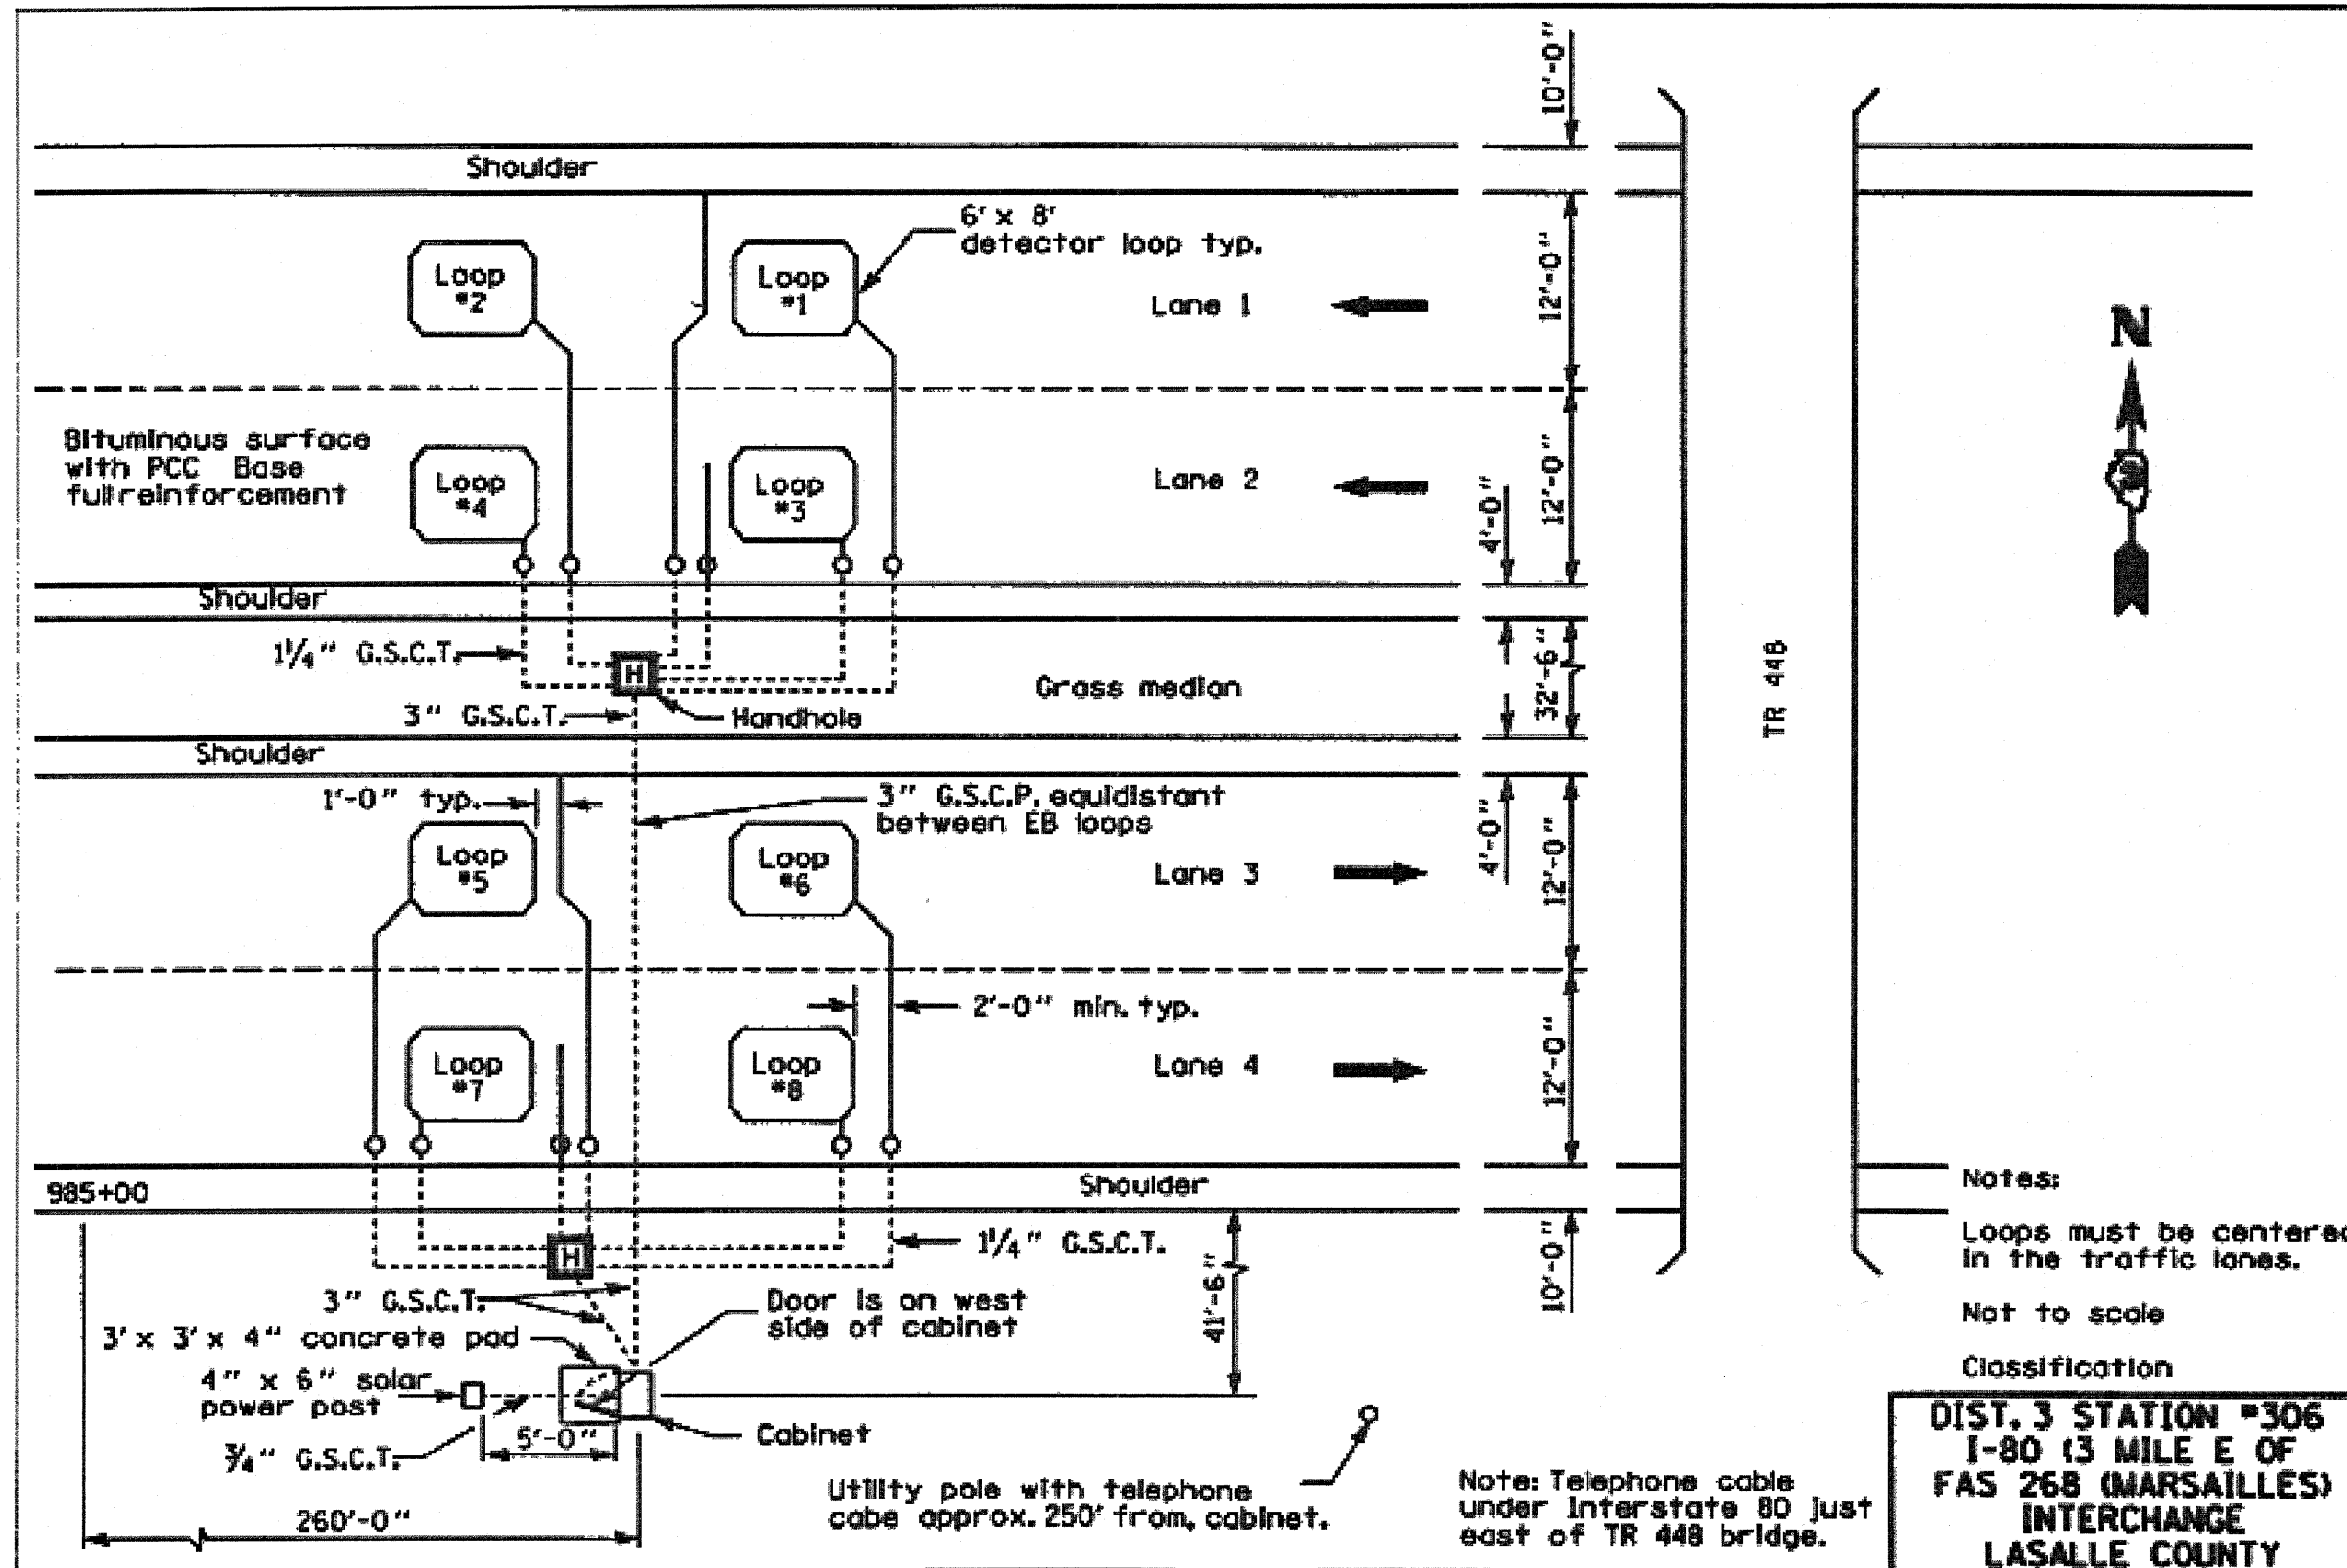 10'-0"
Shoulder
6' x 8'
detector loop typ.
Loop
#2
Loop
#1
Lane 1
12'-0"
N
Bituminous surface
with PCC Base
full reinforcement
Loop
#4
Loop
#3
Lane 2
4'-0"
12'-0"
Shoulder
1 1/4" G.S.C.T.
H
Grass median
32'-6"
TR 448
3" G.S.C.T.
Handhole
Shoulder
1'-0" typ.
3" G.S.C.P. equidistant
between EB loops
Loop
#5
Loop
#6
Lane 3
4'-0"
12'-0"
2'-0" min. typ.
Loop
#7
Loop
#8
Lane 4
12'-0"
985+00
Shoulder
Notes:
Loops must be centered
in the traffic lanes.
Not to scale
Classification
H
1 1/4" G.S.C.T.
41'-6"
10'-0"
3" G.S.C.T.
Door is on west
side of cabinet
3' x 3' x 4" concrete pad
4" x 6" solar
power post
5'-0"
Cabinet
3/4" G.S.C.T.
260'-0"
Utility pole with telephone
cabe approx. 250' from, cabinet.
Note: Telephone cable
under Interstate 80 just
east of TR 448 bridge.
DIST. 3 STATION #306
I-80 (3 MILE E OF
FAS 268 (MARSAILLES)
INTERCHANGE
LASALLE COUNTY